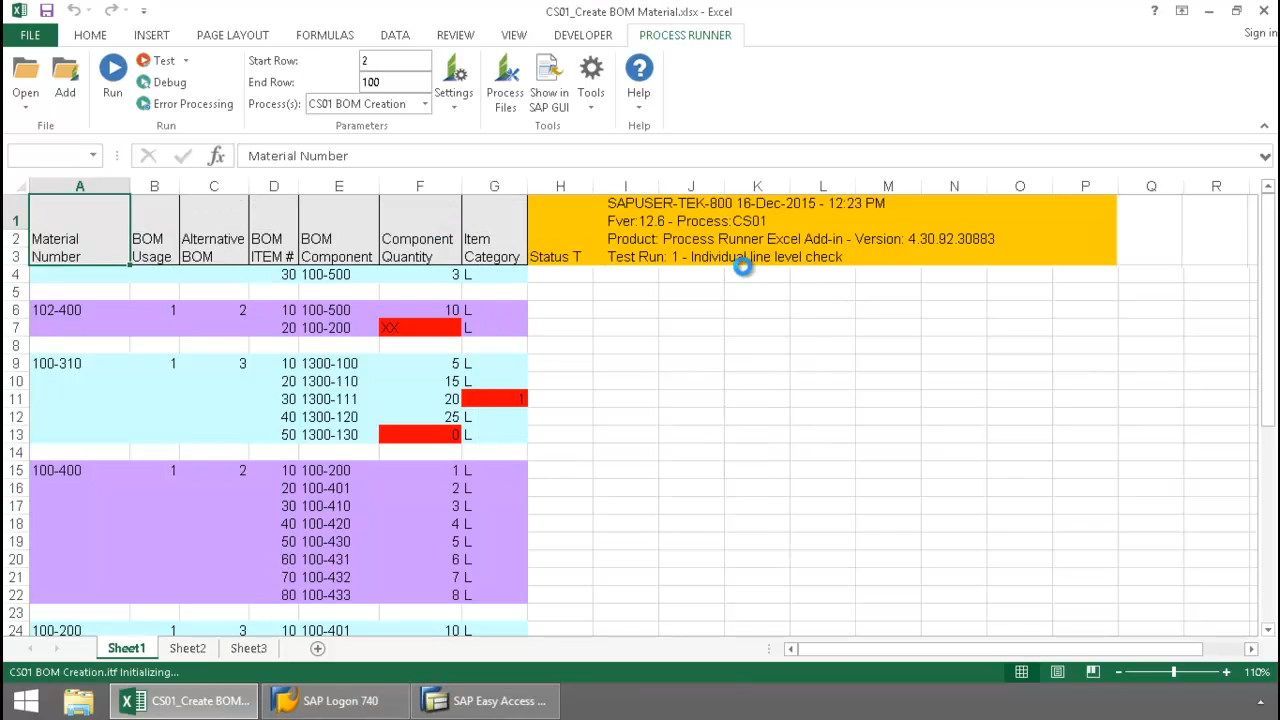 CS01_Create BOM Material.xlsx - Excel
?
FILE HOME INSERT PAGE LAYOUT FORMULAS DATA REVIEW VIEW DEVELOPER PROCESS RUNNER Sign in
Open Add Run Test Debug Error Processing
Start Row: 2
End Row: 100
Process(s): CS01 BOM Creation
Settings Process Files Show in SAP GUI Tools Help
File Run Parameters Tools Help
fx Material Number
A B C D E F G H I J K L M N O P Q R
1 SAPUSER-TEK-800 16-Dec-2015 - 12:23 PM
Fver:12.6 - Process:CS01
2 Material BOM Alternative BOM BOM Component Item Product: Process Runner Excel Add-in - Version: 4.30.92.30883
3 Number Usage BOM ITEM # Component Quantity Category Status T Test Run: 1 - Individual line level check
4 30 100-500 3 L
5
6 102-400 1 2 10 100-500 10 L
7 20 100-200 XX L
8
9 100-310 1 3 10 1300-100 5 L
10 20 1300-110 15 L
11 30 1300-111 20 1
12 40 1300-120 25 L
13 50 1300-130 0 L
14
15 100-400 1 2 10 100-200 1 L
16 20 100-401 2 L
17 30 100-410 3 L
18 40 100-420 4 L
19 50 100-430 5 L
20 60 100-431 6 L
21 70 100-432 7 L
22 80 100-433 8 L
23
24 100-200 1 3 10 100-401 10 L
Sheet1 Sheet2 Sheet3
CS01 BOM Creation.itf Initializing... 110%
CS01_Create BOM... SAP Logon 740 SAP Easy Access ...